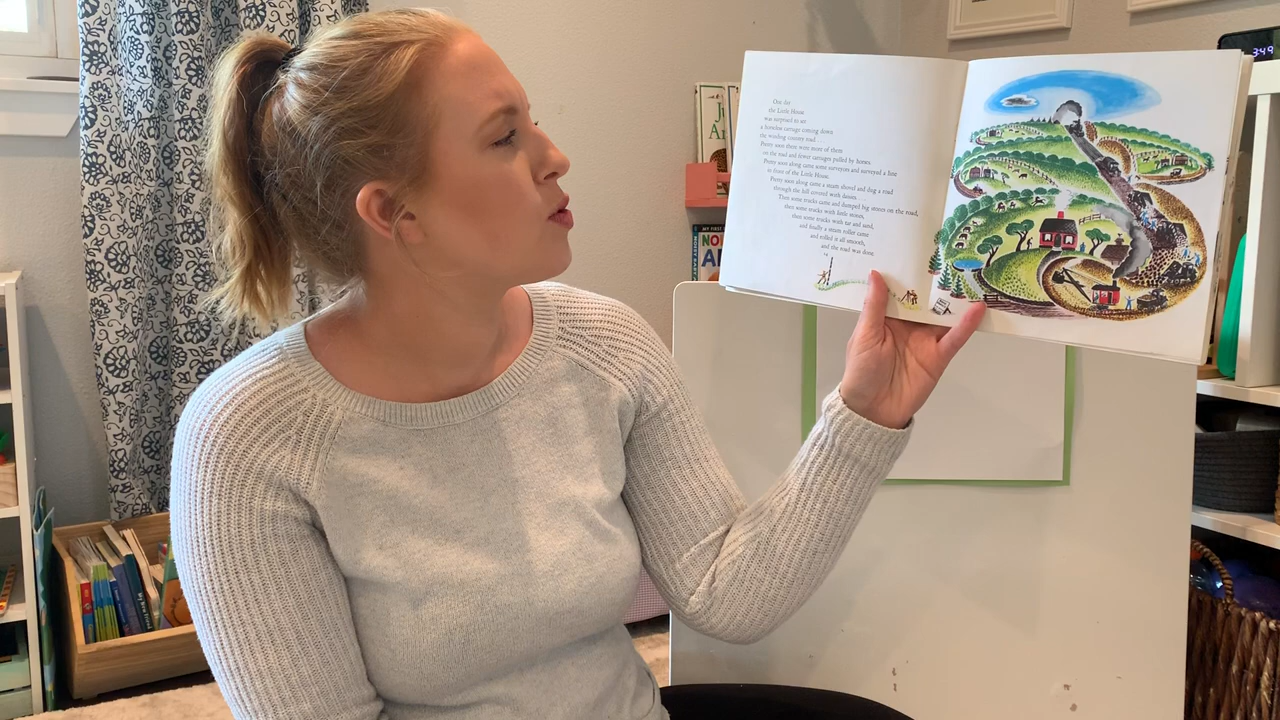 One day
the Little House
was surprised to see
a horseless carriage coming down
the winding country road . . .
Pretty soon there were more of them
on the road and fewer carriages pulled by horses.
Pretty soon along came some surveyors and surveyed a line
in front of the Little House.
Pretty soon along came a steam shovel and dug a road
through the hill covered with daisies . . . .
Then some trucks came and dumped big stones on the road,
then some trucks with little stones,
then some trucks with tar and sand,
and finally a steam roller came
and rolled it all smooth,
and the road was done.
3:49
MY FIRST